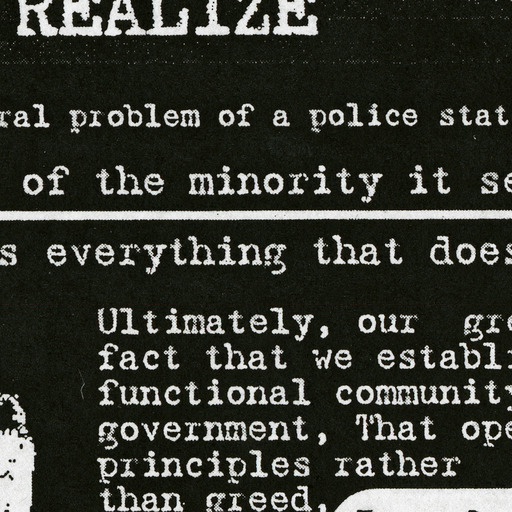 REALIZE
ral problem of a police stat
of the minority it se
s everything that does
Ultimately, our gre
fact that we establi
functional community
government, That ope
principles rather
than greed,